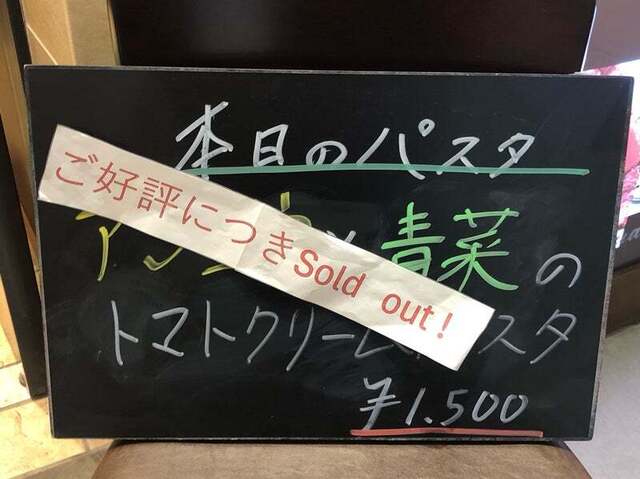 本日のパスタ
ご好評につきSold out!
青菜の
トマトクリームパスタ
¥1.500